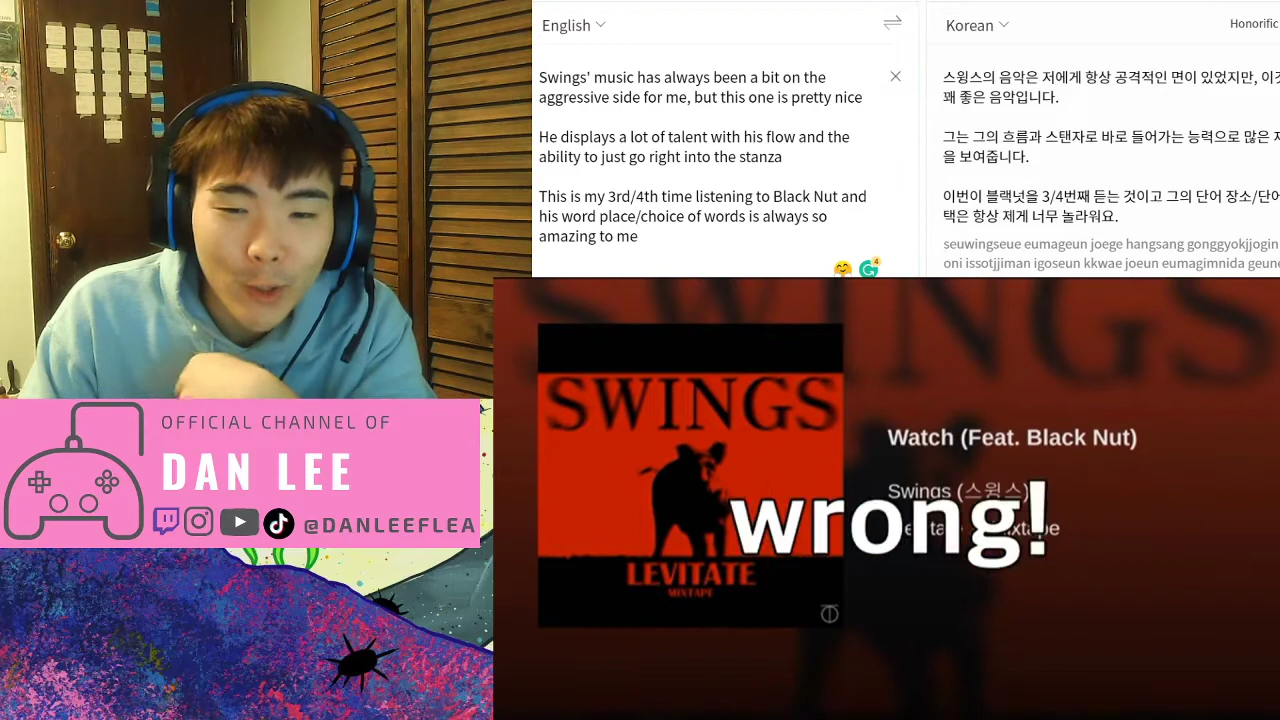 English
Swings' music has always been a bit on the
aggressive side for me, but this one is pretty nice
He displays a lot of talent with his flow and the
ability to just go right into the stanza
This is my 3rd/4th time listening to Black Nut and
his word place/choice of words is always so
amazing to me
4
Korean
Honorific
스윙스의 음악은 저에게 항상 공격적인 면이 있었지만,
꽤 좋은 음악입니다.
그는 그의 흐름과 스탠자로 바로 들어가는 능력으로 많은
을 보여줍니다.
이번이 블랙넛을 3/4번째 듣는 것이고 그의 단어 장소/단어
택은 항상 제게 너무 놀라워요.
seuwingseue eumageun joege hangsang gonggyokjjogin
oni issotjjiman igoseun kkwae joeun eumagimnida geune
OFFICIAL CHANNEL OF
DAN LEE
@DANLEEFLEA
SWINGS
SWINGS
LEVITATE
MIXTAPE
Watch (Feat. Black Nut)
Swings (스윙스)
wrong!